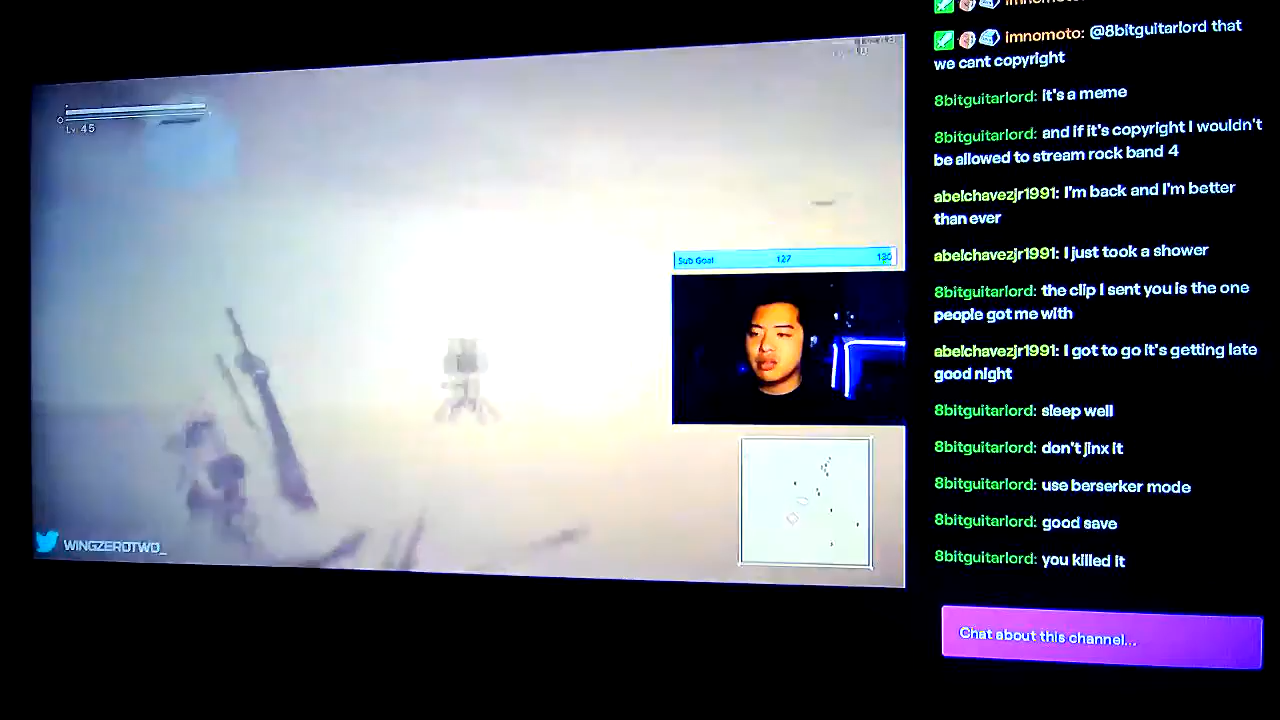 Lv: 45
Sub Goal 127 130
WINGZEROTWO_
imnomoto: @8bitguitarlord that
we cant copyright
8bitguitarlord: it's a meme
8bitguitarlord: and if it's copyright I wouldn't
be allowed to stream rock band 4
abelchavezjr1991: I'm back and I'm better
than ever
abelchavezjr1991: I just took a shower
8bitguitarlord: the clip I sent you is the one
people got me with
abelchavezjr1991: I got to go it's getting late
good night
8bitguitarlord: sleep well
8bitguitarlord: don't jinx it
8bitguitarlord: use berserker mode
8bitguitarlord: good save
8bitguitarlord: you killed it
Chat about this channel...